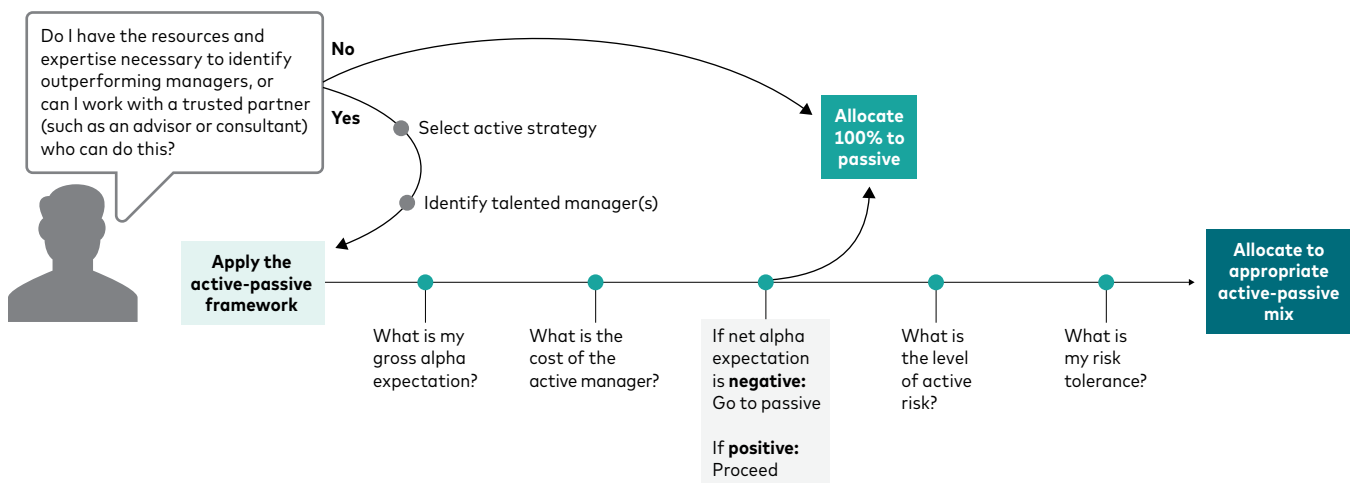 Do I have the resources and
expertise necessary to identify
outperforming managers, or
can I work with a trusted partner
(such as an advisor or consultant)
who can do this?
No
Yes
Select active strategy
Identify talented manager(s)
Allocate
100% to
passive
Apply the
active-passive
framework
What is my
gross alpha
expectation?
What is the
cost of the
active manager?
If net alpha
expectation
is negative:
Go to passive
If positive:
Proceed
What is
the level
of active
risk?
What is
my risk
tolerance?
Allocate to
appropriate
active-passive
mix